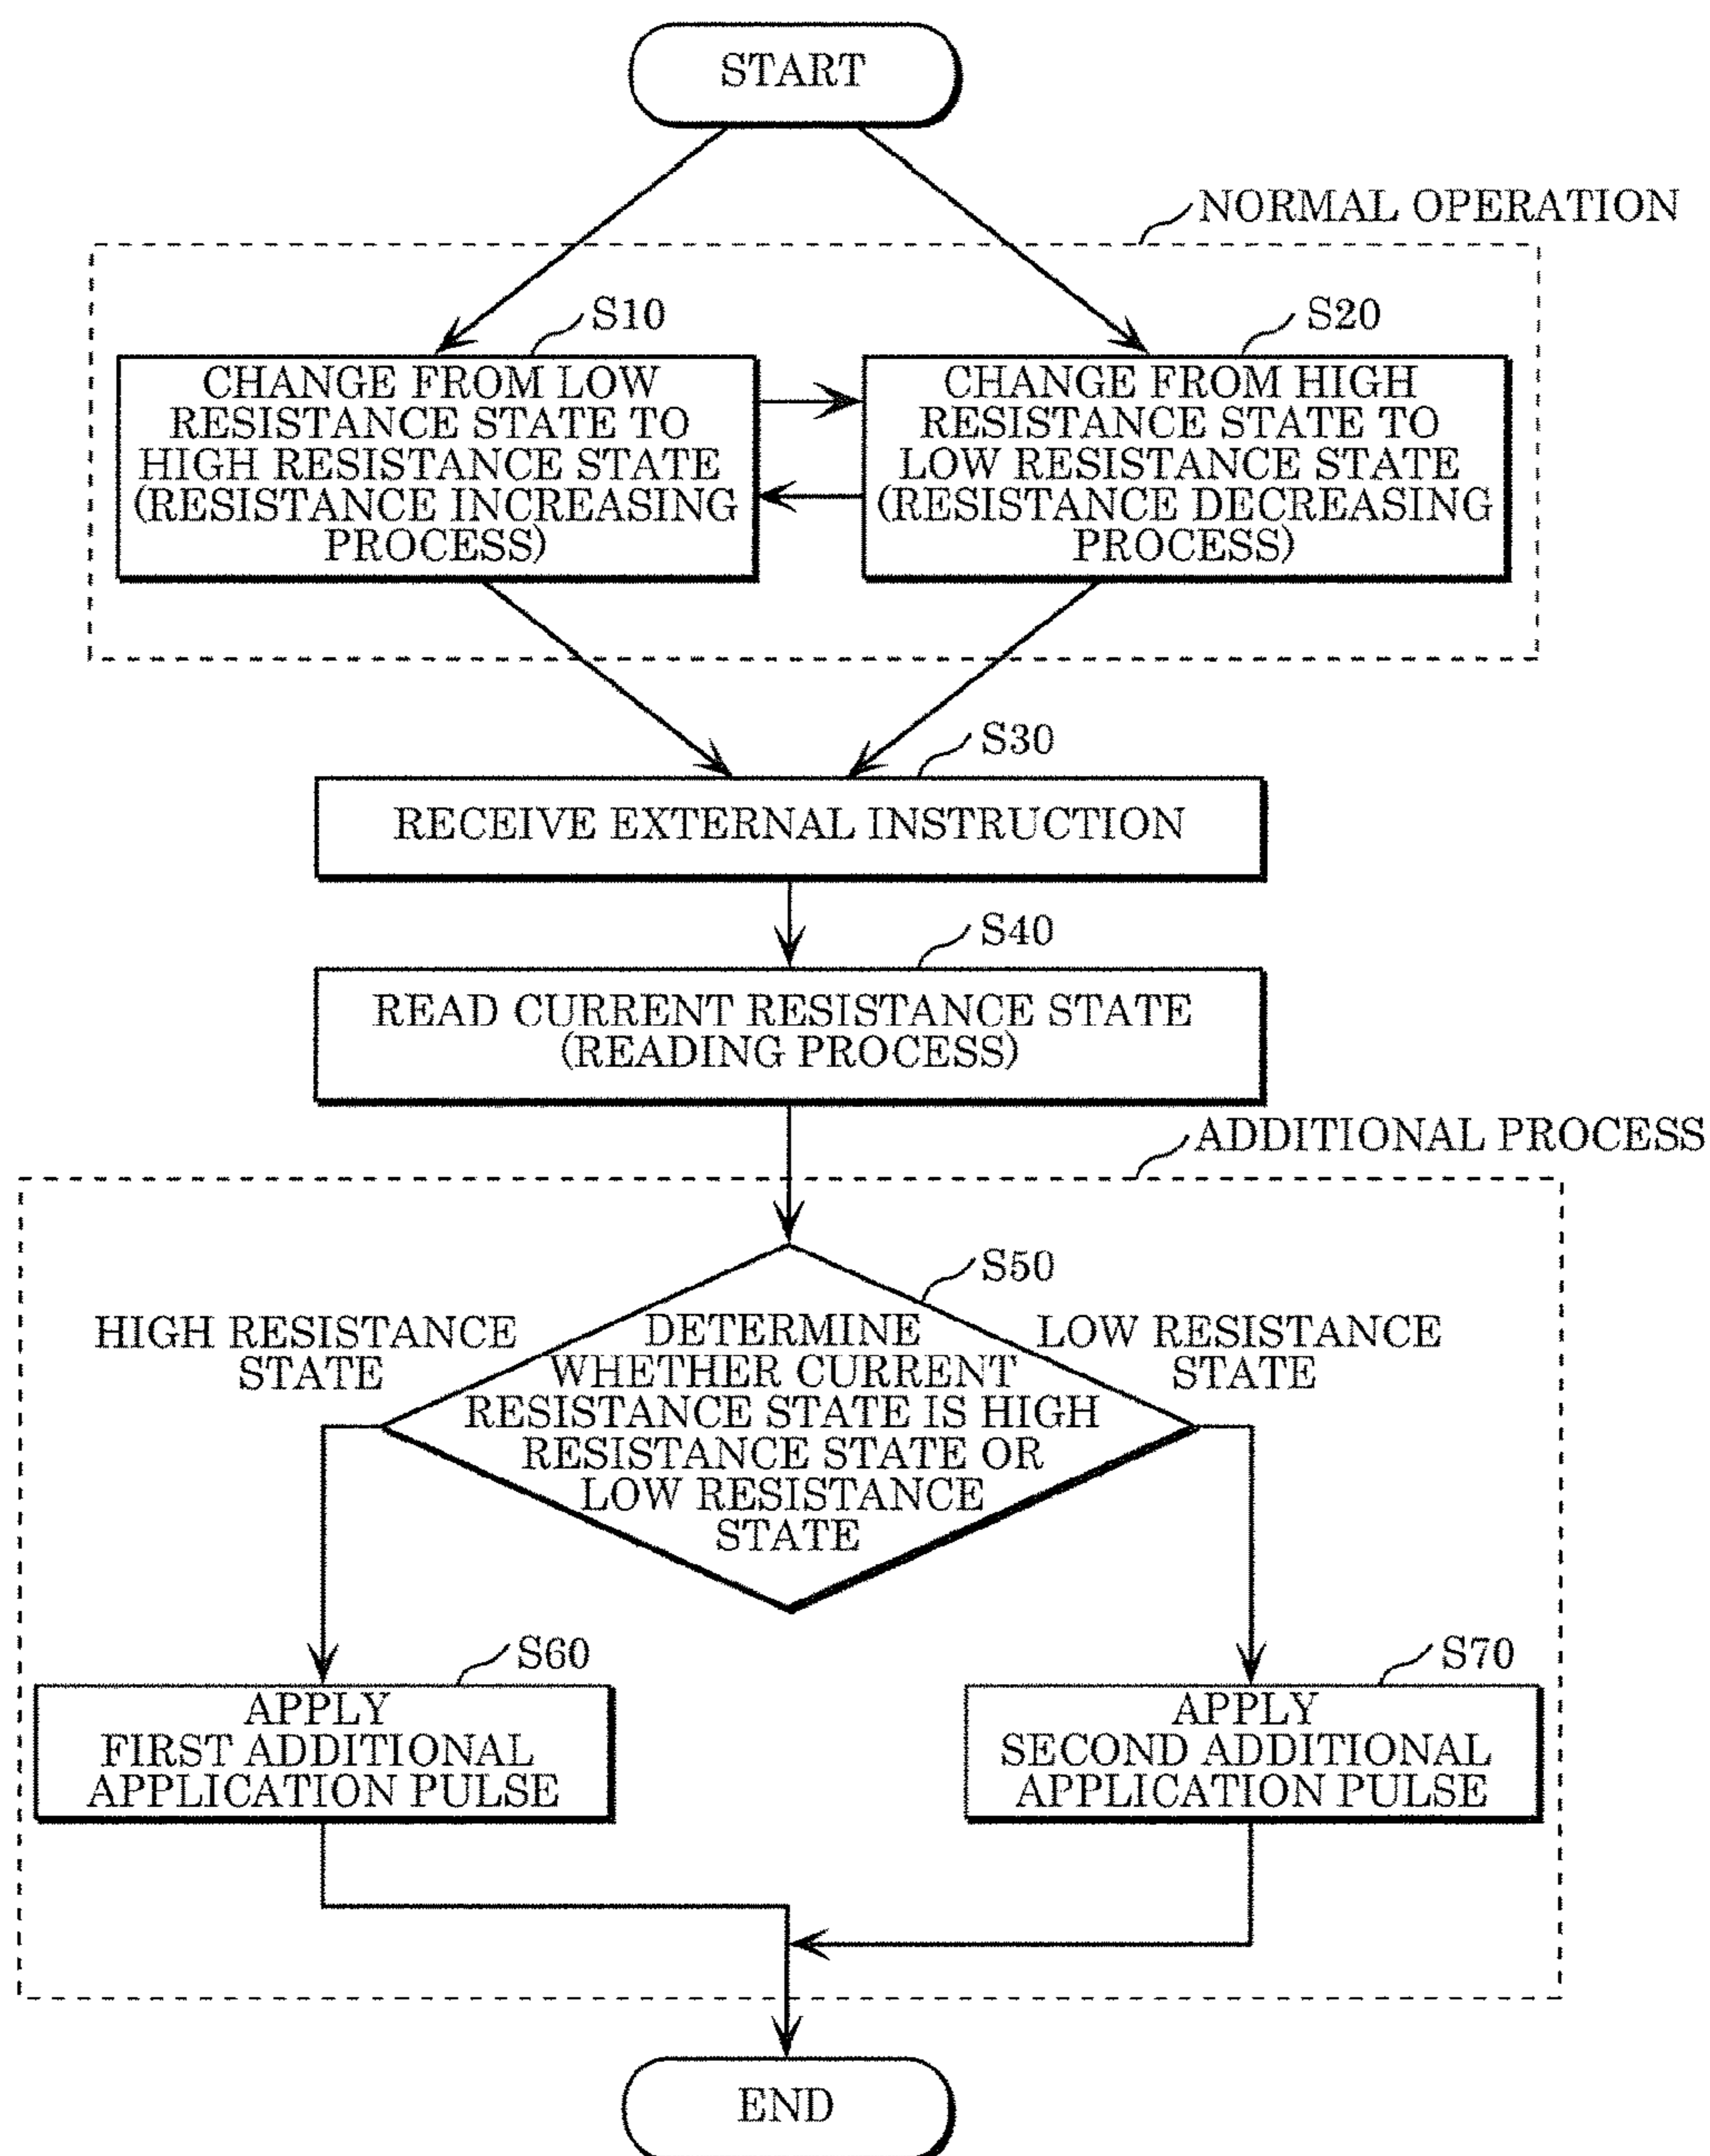 START
NORMAL OPERATION
S10
S20
CHANGE FROM LOW
RESISTANCE STATE TO
HIGH RESISTANCE STATE
(RESISTANCE INCREASING
PROCESS)
CHANGE FROM HIGH
RESISTANCE STATE TO
LOW RESISTANCE STATE
(RESISTANCE DECREASING
PROCESS)
S30
RECEIVE EXTERNAL INSTRUCTION
S40
READ CURRENT RESISTANCE STATE
(READING PROCESS)
ADDITIONAL PROCESS
S50
HIGH RESISTANCE
STATE
DETERMINE
WHETHER CURRENT
RESISTANCE STATE IS HIGH
RESISTANCE STATE OR
LOW RESISTANCE
STATE
LOW RESISTANCE
STATE
S60
S70
APPLY
FIRST ADDITIONAL
APPLICATION PULSE
APPLY
SECOND ADDITIONAL
APPLICATION PULSE
END